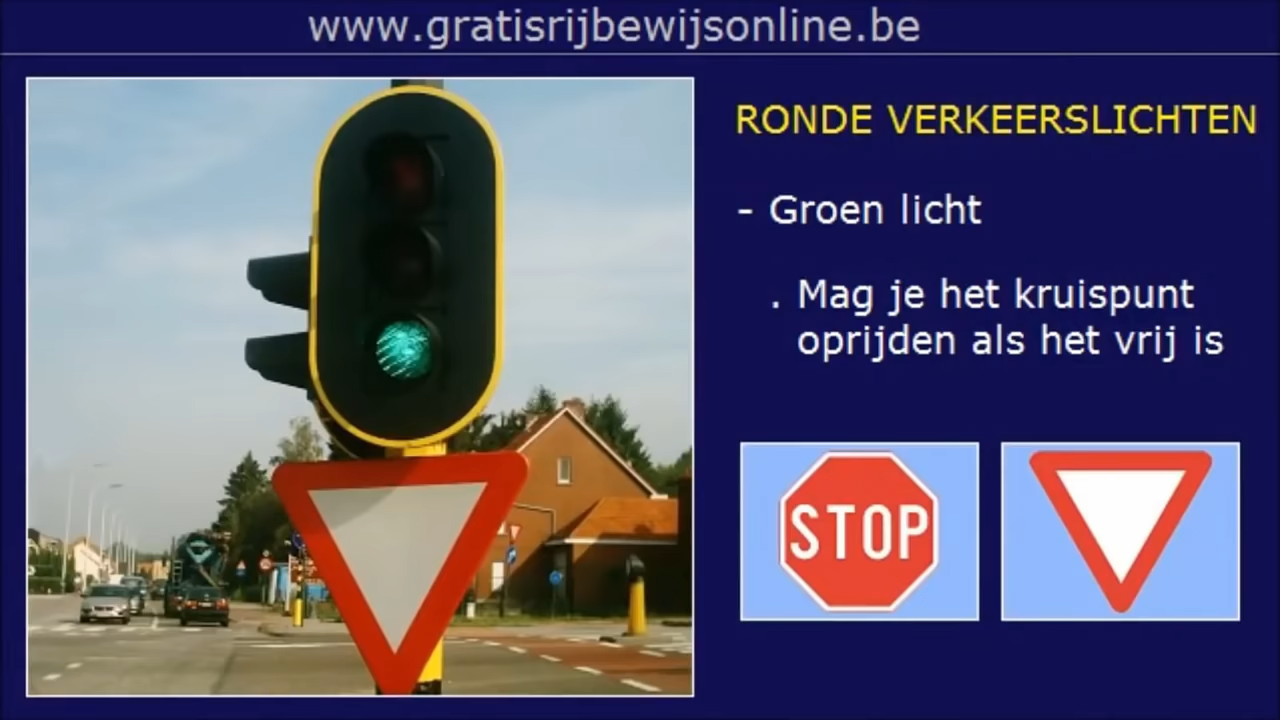 www.gratisrijbewijsonline.be
RONDE VERKEERSLICHTEN
- Groen licht
. Mag je het kruispunt
oprijden als het vrij is
STOP